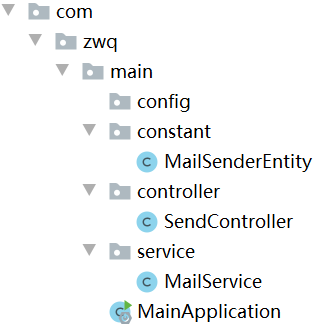 com
zwq
main
config
constant
MailSenderEntity
controller
SendController
service
MailService
MainApplication